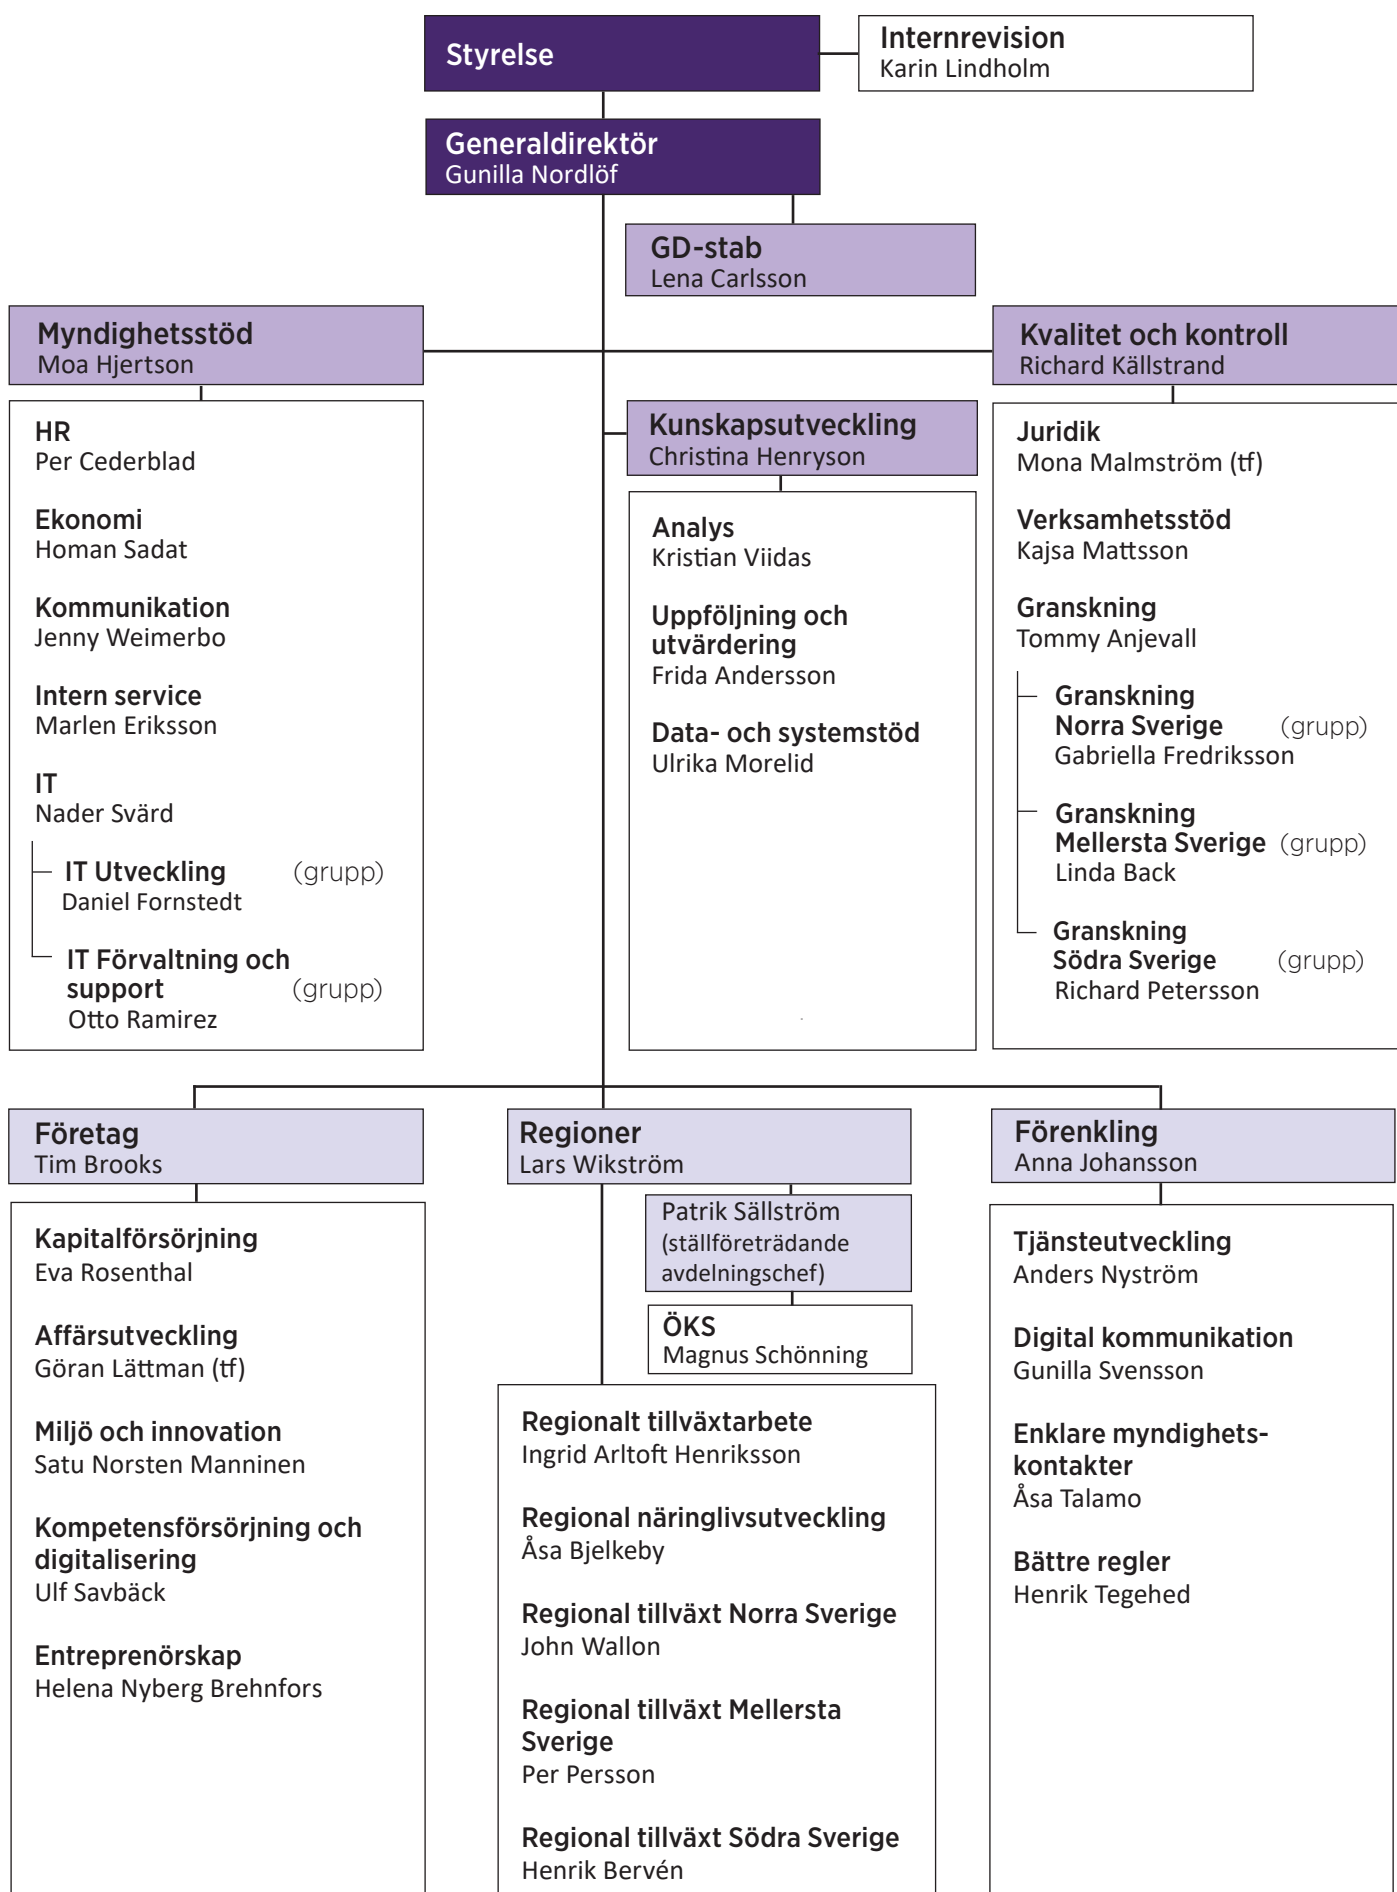 Styrelse
Internrevision
Karin Lindholm
Generaldirektör
Gunilla Nordlöf
GD-stab
Lena Carlsson
Myndighetsstöd
Moa Hjertson
HR
Per Cederblad
Ekonomi
Homan Sadat
Kommunikation
Jenny Weimerbo
Intern service
Marlen Eriksson
IT
Nader Svärd
IT Utveckling (grupp)
Daniel Fornstedt
IT Förvaltning och
support (grupp)
Otto Ramirez
Kunskapsutveckling
Christina Henryson
Analys
Kristian Viidas
Uppföljning och
utvärdering
Frida Andersson
Data- och systemstöd
Ulrika Morelid
Kvalitet och kontroll
Richard Källstrand
Juridik
Mona Malmström (tf)
Verksamhetsstöd
Kajsa Mattsson
Granskning
Tommy Anjevall
Granskning
Norra Sverige (grupp)
Gabriella Fredriksson
Granskning
Mellersta Sverige (grupp)
Linda Back
Granskning
Södra Sverige (grupp)
Richard Petersson
Företag
Tim Brooks
Kapitalförsörjning
Eva Rosenthal
Affärsutveckling
Göran Lättman (tf)
Miljö och innovation
Satu Norsten Manninen
Kompetensförsörjning och
digitalisering
Ulf Savbäck
Entreprenörskap
Helena Nyberg Brehnfors
Regioner
Lars Wikström
Patrik Sällström
(ställföreträdande
avdelningschef)
ÖKS
Magnus Schönning
Regionalt tillväxtarbete
Ingrid Arltoft Henriksson
Regional näringlivsutveckling
Åsa Bjelkeby
Regional tillväxt Norra Sverige
John Wallon
Regional tillväxt Mellersta
Sverige
Per Persson
Regional tillväxt Södra Sverige
Henrik Bervén
Förenkling
Anna Johansson
Tjänsteutveckling
Anders Nyström
Digital kommunikation
Gunilla Svensson
Enklare myndighets-
kontakter
Åsa Talamo
Bättre regler
Henrik Tegehed